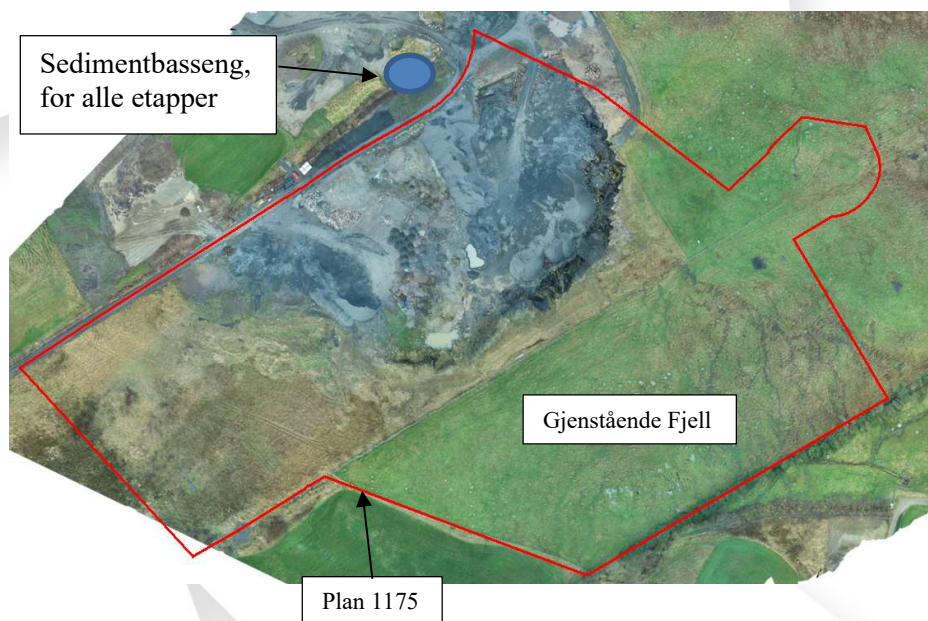 Sedimentbasseng,
for alle etapper
Gjenstående Fjell
Plan 1175